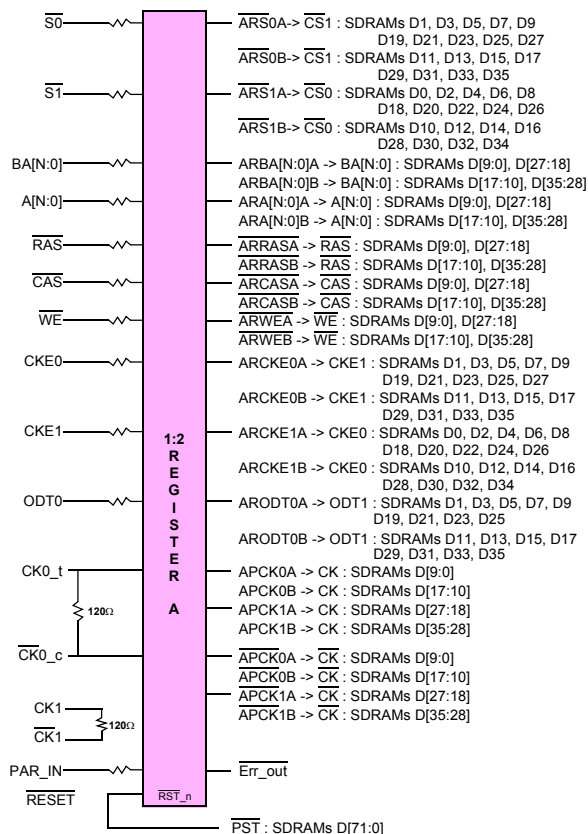 S0
ARS0A-> CS1 : SDRAMs D1, D3, D5, D7, D9
D19, D21, D23, D25, D27
ARS0B-> CS1 : SDRAMs D11, D13, D15, D17
D29, D31, D33, D35
S1
ARS1A-> CS0 : SDRAMs D0, D2, D4, D6, D8
D18, D20, D22, D24, D26
ARS1B-> CS0 : SDRAMs D10, D12, D14, D16
D28, D30, D32, D34
BA[N:0]
ARBA[N:0]A -> BA[N:0] : SDRAMs D[9:0], D[27:18]
ARBA[N:0]B -> BA[N:0] : SDRAMs D[17:10], D[35:28]
A[N:0]
ARA[N:0]A -> A[N:0] : SDRAMs D[9:0], D[27:18]
ARA[N:0]B -> A[N:0] : SDRAMs D[17:10], D[35:28]
RAS
ARRASA -> RAS : SDRAMs D[9:0], D[27:18]
ARRASB -> RAS : SDRAMs D[17:10], D[35:28]
CAS
ARCASA -> CAS : SDRAMs D[9:0], D[27:18]
ARCASB -> CAS : SDRAMs D[17:10], D[35:28]
WE
ARWEA -> WE : SDRAMs D[9:0], D[27:18]
ARWEB -> WE : SDRAMs D[17:10], D[35:28]
CKE0
ARCKE0A -> CKE1 : SDRAMs D1, D3, D5, D7, D9
D19, D21, D23, D25, D27
ARCKE0B -> CKE1 : SDRAMs D11, D13, D15, D17
D29, D31, D33, D35
CKE1
ARCKE1A -> CKE0 : SDRAMs D0, D2, D4, D6, D8
D18, D20, D22, D24, D26
ARCKE1B -> CKE0 : SDRAMs D10, D12, D14, D16
D28, D30, D32, D34
1:2
REGISTER
A
ODT0
ARODT0A -> ODT1 : SDRAMs D1, D3, D5, D7, D9
D19, D21, D23, D25
ARODT0B -> ODT1 : SDRAMs D11, D13, D15, D17
D29, D31, D33, D35
CK0_t
APCK0A -> CK : SDRAMs D[9:0]
APCK0B -> CK : SDRAMs D[17:10]
120Ω
APCK1A -> CK : SDRAMs D[27:18]
APCK1B -> CK : SDRAMs D[35:28]
CK0_c
APCK0A -> CK : SDRAMs D[9:0]
APCK0B -> CK : SDRAMs D[17:10]
APCK1A -> CK : SDRAMs D[27:18]
APCK1B -> CK : SDRAMs D[35:28]
CK1
120Ω
CK1
PAR_IN
Err_out
RESET
RST_n
PST : SDRAMs D[71:0]